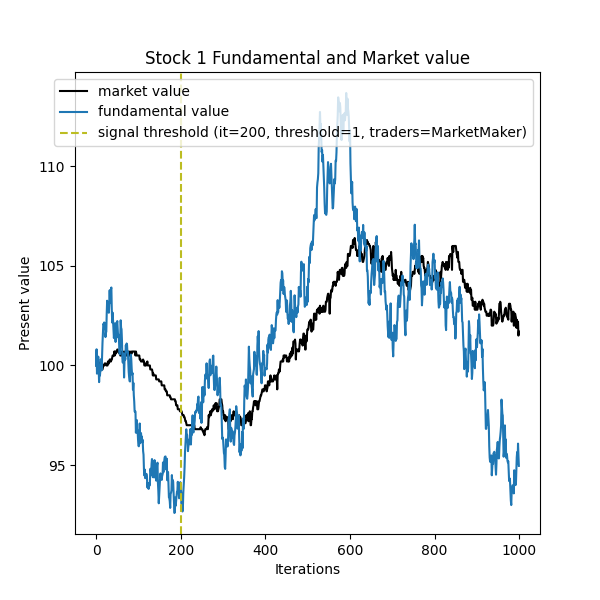 Stock 1 Fundamental and Market value
market value
fundamental value
signal threshold (it=200, threshold=1, traders=MarketMaker)
110
105
100
95
Present value
0 200 400 600 800 1000
Iterations